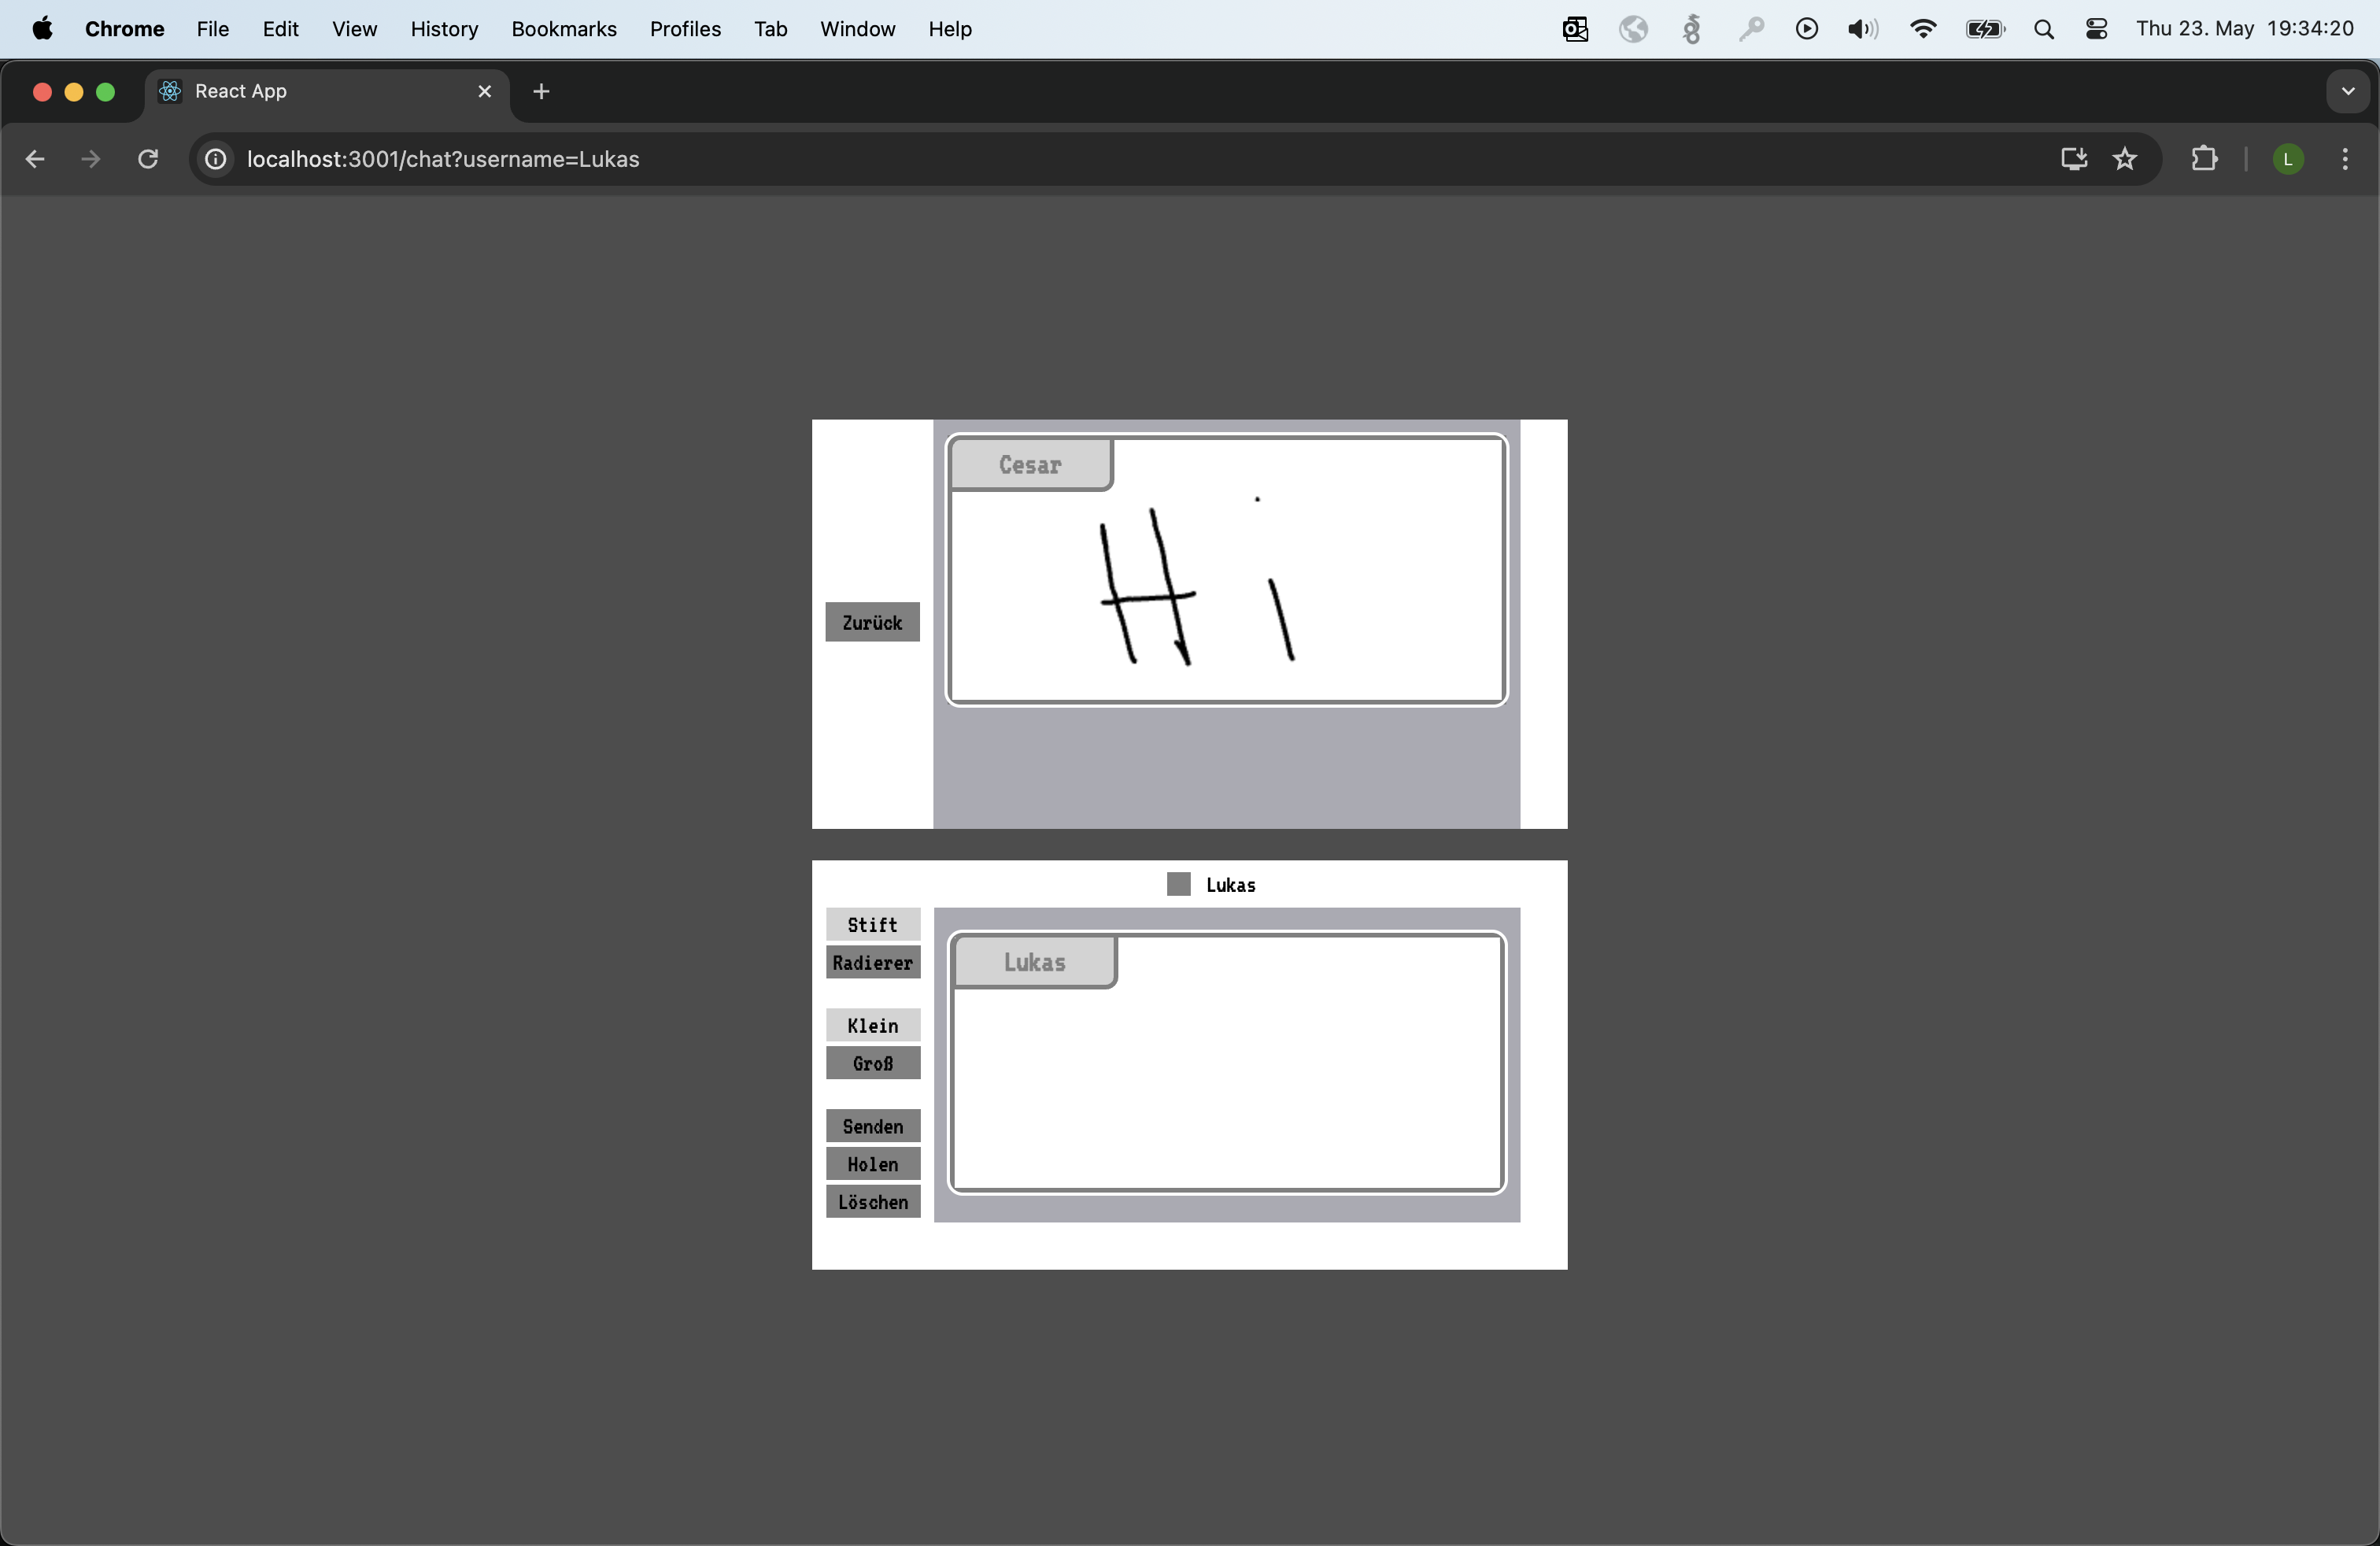 Chrome File Edit View History Bookmarks Profiles Tab Window Help Thu 23. May 19:34:20
React App
localhost:3001/chat?username=Lukas L
Cesar
Hi
Zurück
Lukas
Stift
Radierer
Lukas
Klein
Groß
Senden
Holen
Löschen